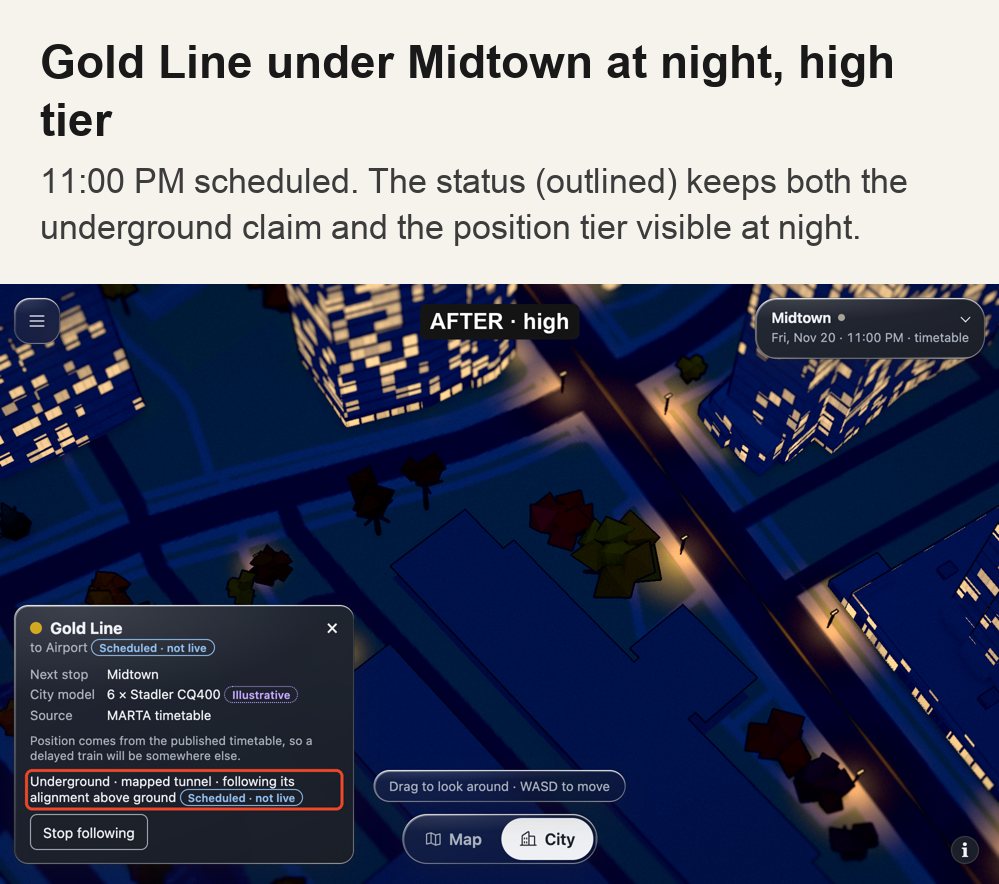 Gold Line under Midtown at night, high
tier
11:00 PM scheduled. The status (outlined) keeps both the
underground claim and the position tier visible at night.
AFTER · high
Midtown
Fri, Nov 20 · 11:00 PM · timetable
Gold Line
to Airport Scheduled · not live
Next stop Midtown
City model 6 × Stadler CQ400 Illustrative
Source MARTA timetable
Position comes from the published timetable, so a
delayed train will be somewhere else.
Underground · mapped tunnel · following its
alignment above ground Scheduled · not live
Stop following
Drag to look around · WASD to move
Map City